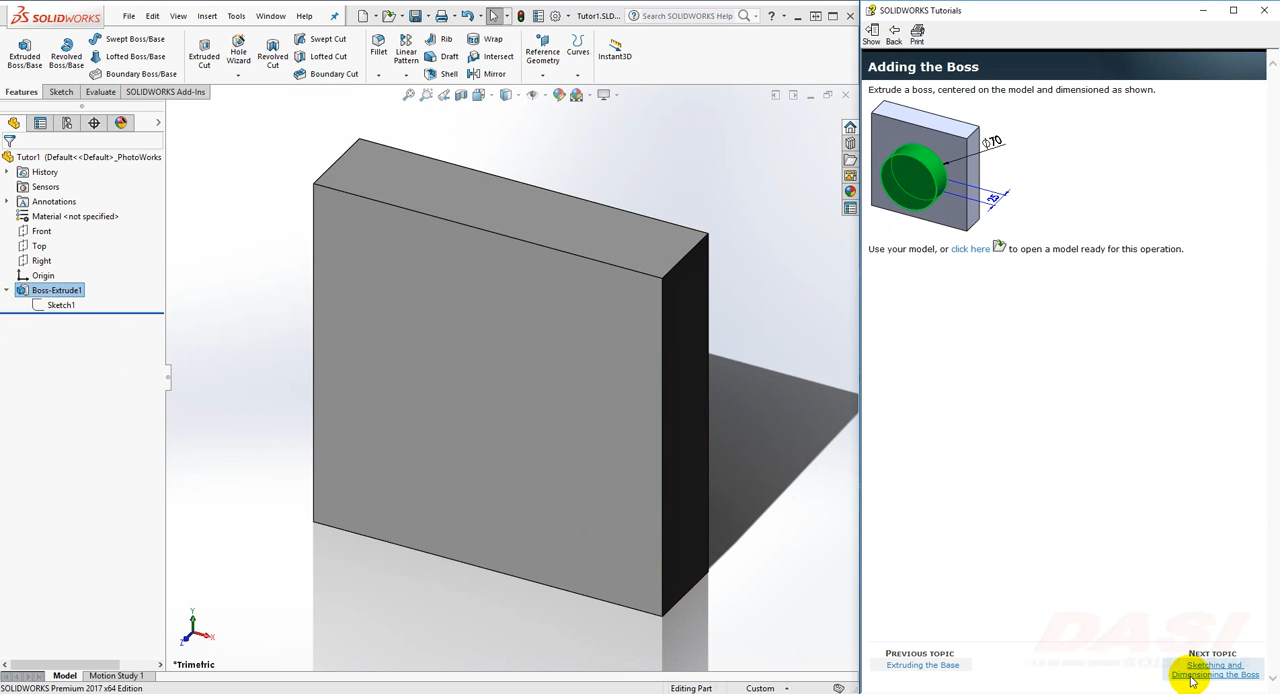 SOLIDWORKS File Edit View Insert Tools Window Help Tutor1.SLD... Search SOLIDWORKS Help
Extruded Boss/Base
Revolved Boss/Base
Swept Boss/Base
Lofted Boss/Base
Boundary Boss/Base
Extruded Cut
Hole Wizard
Revolved Cut
Swept Cut
Lofted Cut
Boundary Cut
Fillet
Linear Pattern
Rib
Draft
Shell
Wrap
Intersect
Mirror
Reference Geometry
Curves
Instant3D
Features Sketch Evaluate SOLIDWORKS Add-Ins
Tutor1 (Default<<Default>_PhotoWorks
History
Sensors
Annotations
Material <not specified>
Front
Top
Right
Origin
Boss-Extrude1
Sketch1
Y
X
Z
*Trimetric
Model Motion Study 1
SOLIDWORKS Premium 2017 x64 Edition Editing Part Custom
SOLIDWORKS Tutorials
Show Back Print
Adding the Boss
Extrude a boss, centered on the model and dimensioned as shown.
Ø70
25
Use your model, or click here to open a model ready for this operation.
DASI
PREVIOUS TOPIC
Extruding the Base
NEXT TOPIC
Sketching and
Dimensioning the Boss